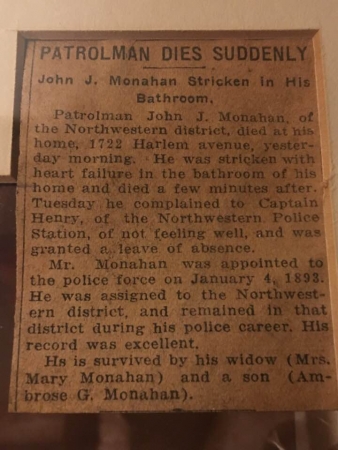 PATROLMAN DIES SUDDENLY
John J. Monahan Stricken in His
Bathroom.
Patrolman John J. Monahan, of
the Northwestern district, died at his
home, 1722 Harlem avenue, yester-
day morning. He was stricken with
heart failure in the bathroom of his
home and died a few minutes after.
Tuesday he complained to Captain
Henry, of the Northwestern Police
Station, of not feeling well, and was
granted a leave of absence.
Mr. Monahan was appointed to
the police force on January 4, 1893.
He was assigned to the Northwest-
ern district, and remained in that
district during his police career. His
record was excellent.
Hs is survived by his widow (Mrs.
Mary Monahan) and a son (Am-
brose G. Monahan).